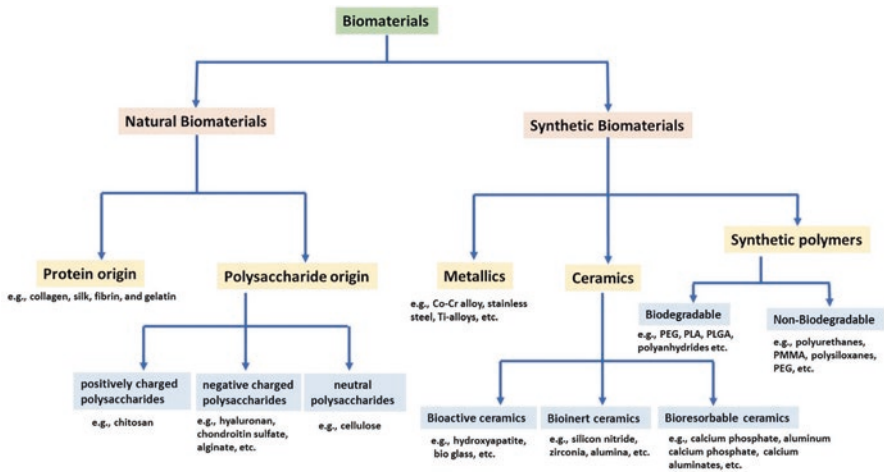 Biomaterials
Natural Biomaterials
Synthetic Biomaterials
Protein origin
e.g., collagen, silk, fibrin, and gelatin
Polysaccharide origin
positively charged
polysaccharides
e.g., chitosan
negative charged
polysaccharides
e.g., hyaluronan,
chondroitin sulfate,
alginate, etc.
neutral
polysaccharides
e.g., cellulose
Metallics
e.g., Co-Cr alloy, stainless
steel, Ti-alloys, etc.
Ceramics
Bioactive ceramics
e.g., hydroxyapatite,
bio glass, etc.
Bioinert ceramics
e.g., silicon nitride,
zirconia, alumina, etc.
Bioresorbable ceramics
e.g., calcium phosphate, aluminum
calcium phosphate, calcium
aluminates, etc.
Synthetic polymers
Biodegradable
e.g., PEG, PLA, PLGA,
polyanhydrides etc.
Non-Biodegradable
e.g., polyurethanes,
PMMA, polysiloxanes,
PEG, etc.